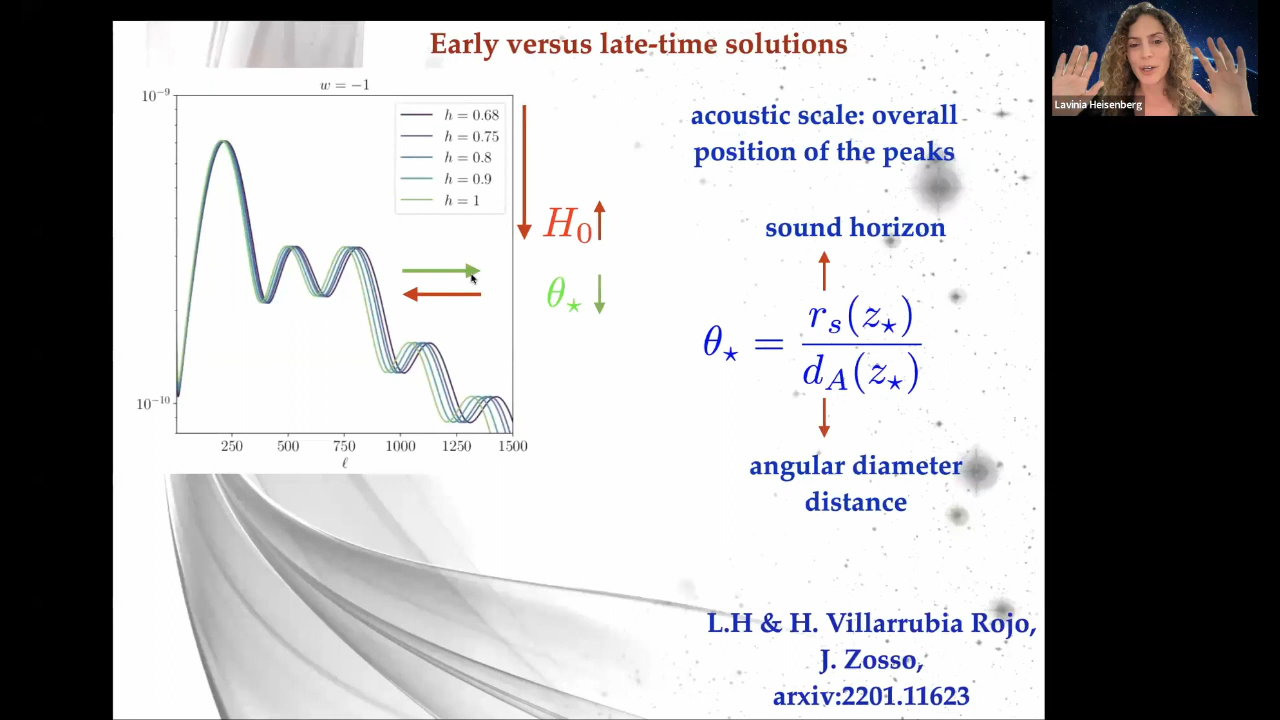 Early versus late-time solutions
w = −1
10⁻⁹
h = 0.68
h = 0.75
h = 0.8
h = 0.9
h = 1
10⁻¹⁰
250 500 750 1000 1250 1500
ℓ
H₀↑
θ⋆↓
acoustic scale: overall
position of the peaks
sound horizon
θ⋆ = r_s(z⋆) / d_A(z⋆)
angular diameter
distance
L.H & H. Villarrubia Rojo,
J. Zosso,
arxiv:2201.11623
Lavinia Heisenberg